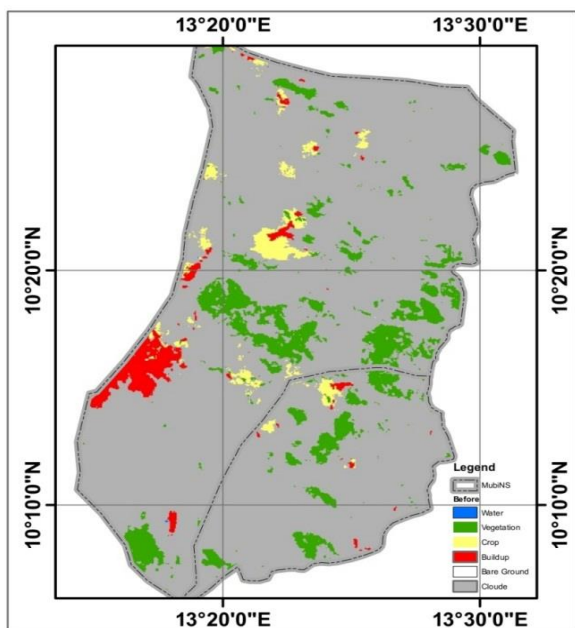 13°20'0"E 13°30'0"E
10°20'0"N 10°20'0"N
10°10'0"N 10°10'0"N
Legend
MubiNS
Before
Water
Vegetation
Crop
Buildup
Bare Ground
Cloude
13°20'0"E 13°30'0"E